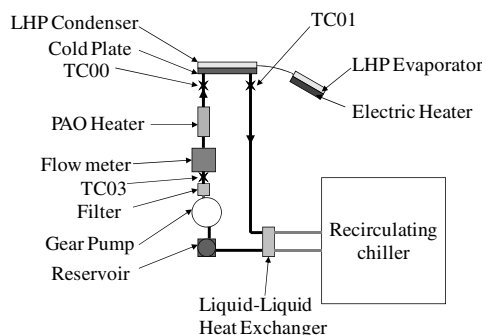 LHP Condenser
TC01
Cold Plate
TC00
LHP Evaporator
Electric Heater
PAO Heater
Flow meter
TC03
Filter
Gear Pump
Reservoir
Recirculating
chiller
Liquid-Liquid
Heat Exchanger